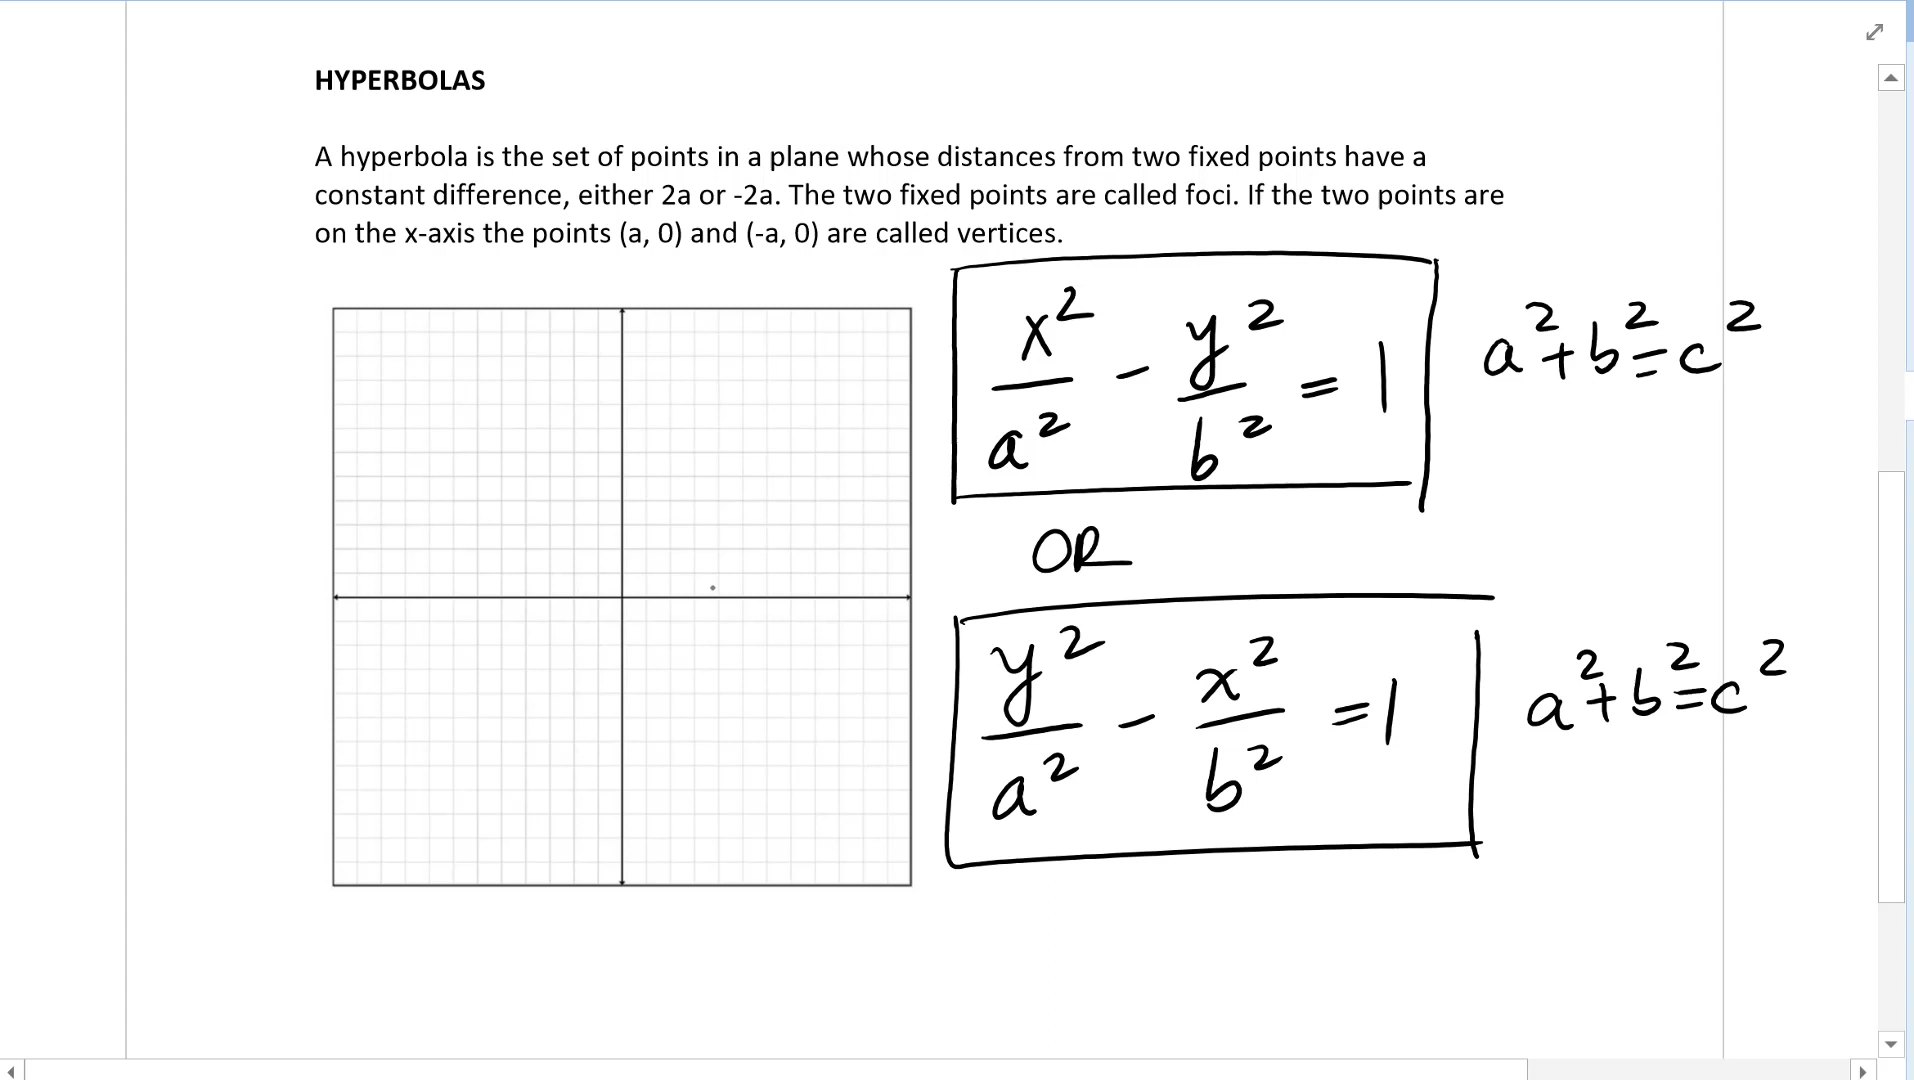 HYPERBOLAS
A hyperbola is the set of points in a plane whose distances from two fixed points have a
constant difference, either 2a or -2a. The two fixed points are called foci. If the two points are
on the x-axis the points (a, 0) and (-a, 0) are called vertices.
x²/a² - y²/b² = 1 a²+b²=c²
OR
y²/a² - x²/b² =1 a²+b²=c²